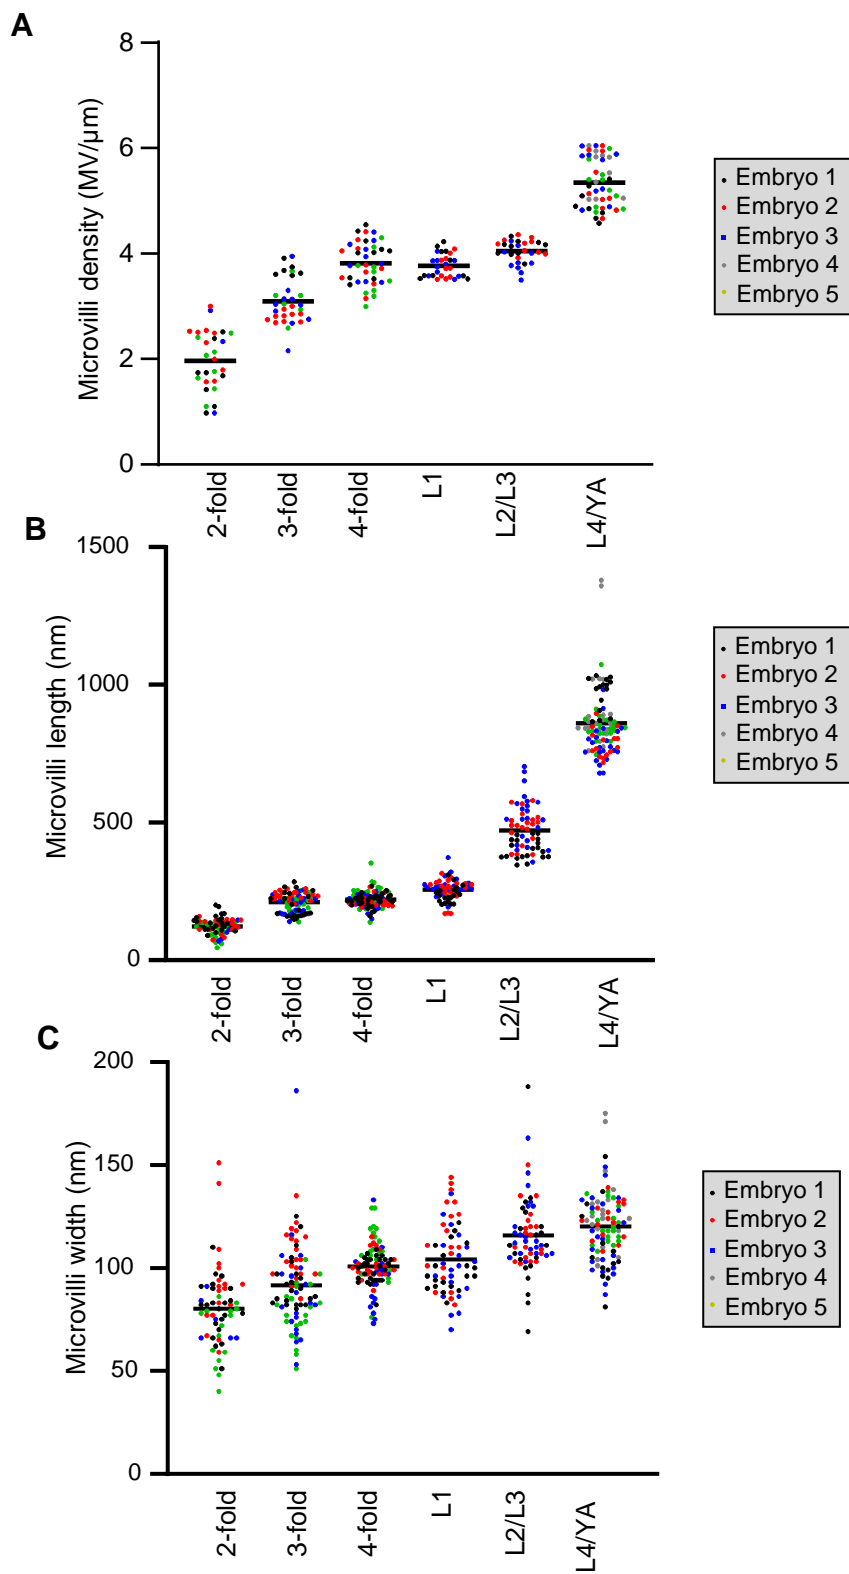 A
Microvilli density (MV/µm)
8
6
4
2
0
2-fold
3-fold
4-fold
L1
L2/L3
L4/YA
Embryo 1
Embryo 2
Embryo 3
Embryo 4
Embryo 5
B
Microvilli length (nm)
1500
1000
500
0
2-fold
3-fold
4-fold
L1
L2/L3
L4/YA
Embryo 1
Embryo 2
Embryo 3
Embryo 4
Embryo 5
C
Microvilli width (nm)
200
150
100
50
0
2-fold
3-fold
4-fold
L1
L2/L3
L4/YA
Embryo 1
Embryo 2
Embryo 3
Embryo 4
Embryo 5